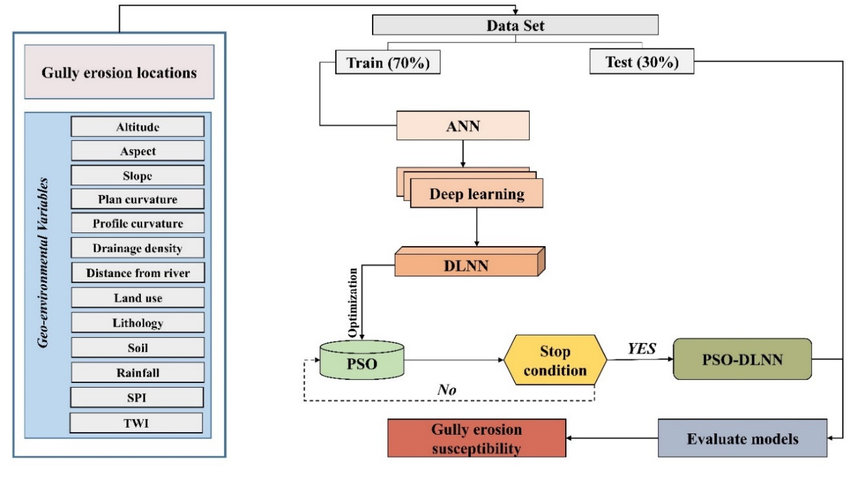 Gully erosion locations
Geo-environmental Variables
Altitude
Aspect
Slope
Plan curvature
Profile curvature
Drainage density
Distance from river
Land use
Lithology
Soil
Rainfall
SPI
TWI
Data Set
Train (70%)
Test (30%)
ANN
Deep learning
DLNN
Optimization
PSO
Stop
condition
YES
No
PSO-DLNN
Evaluate models
Gully erosion
susceptibility